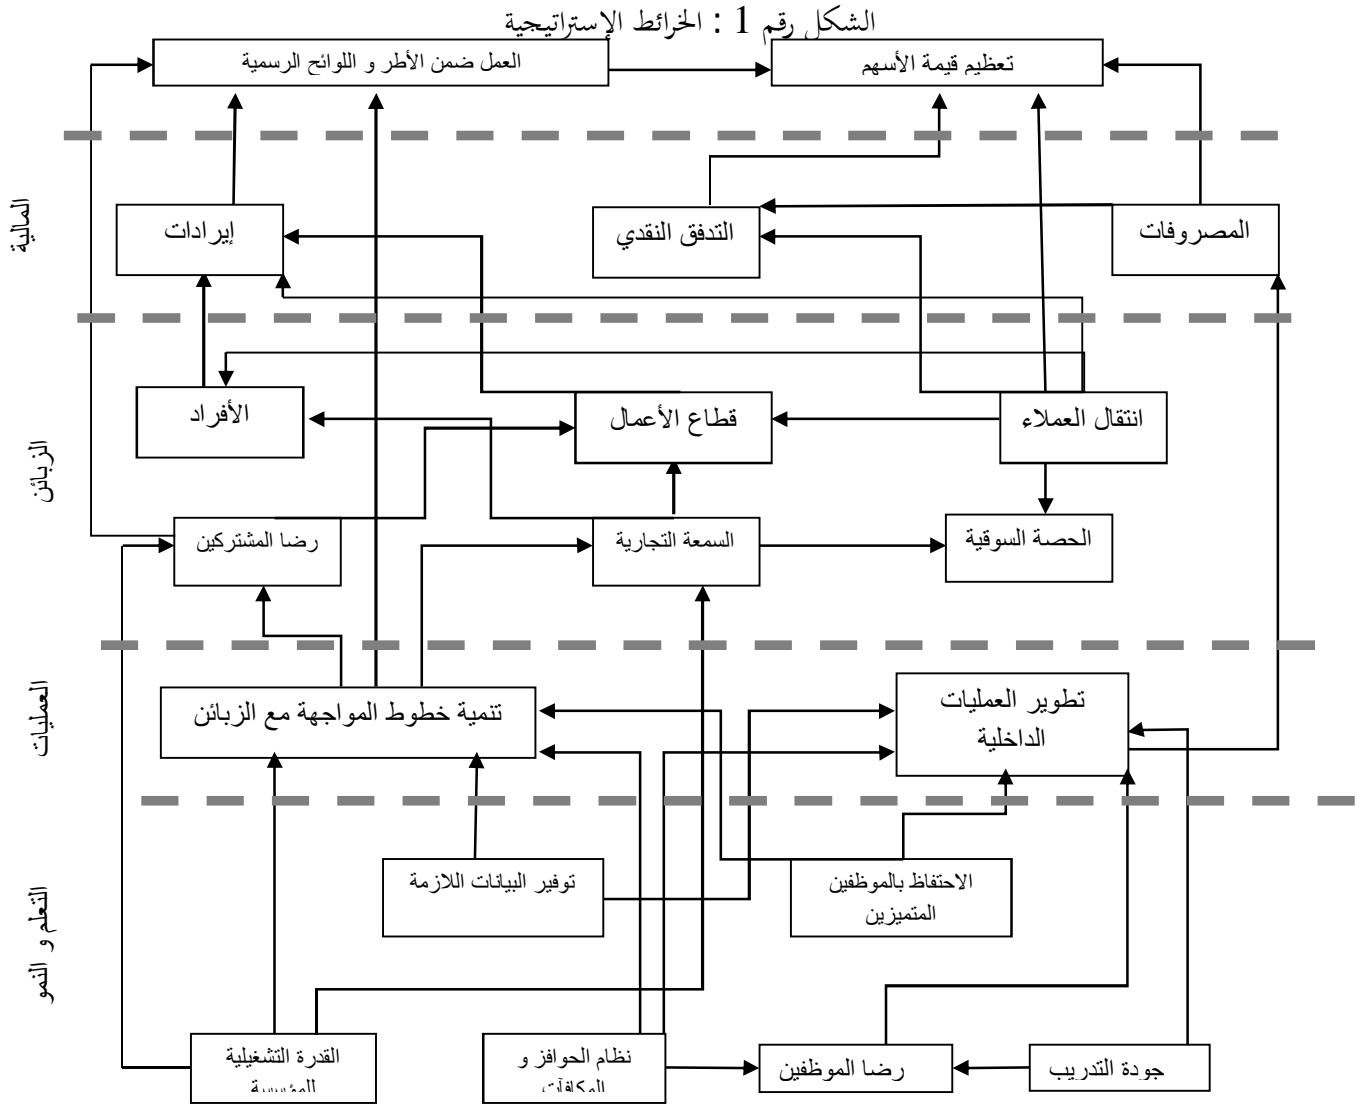 الشكل رقم 1 : الخرائط الإستراتيجية
تعظيم قيمة الأسهم
العمل ضمن الأطر و اللوائح الرسمية
المالية
المصروفات
التدفق النقدي
إيرادات
الزبائن
انتقال العملاء
قطاع الأعمال
الأفراد
الحصة السوقية
السمعة التجارية
رضا المشتركين
العمليات
تطوير العمليات
الداخلية
تنمية خطوط المواجهة مع الزبائن
التعلم و النمو
الاحتفاظ بالموظفين
المتميزين
توفير البيانات اللازمة
جودة التدريب
رضا الموظفين
نظام الحوافز و
المكافآت
القدرة التشغيلية
للمؤسسة